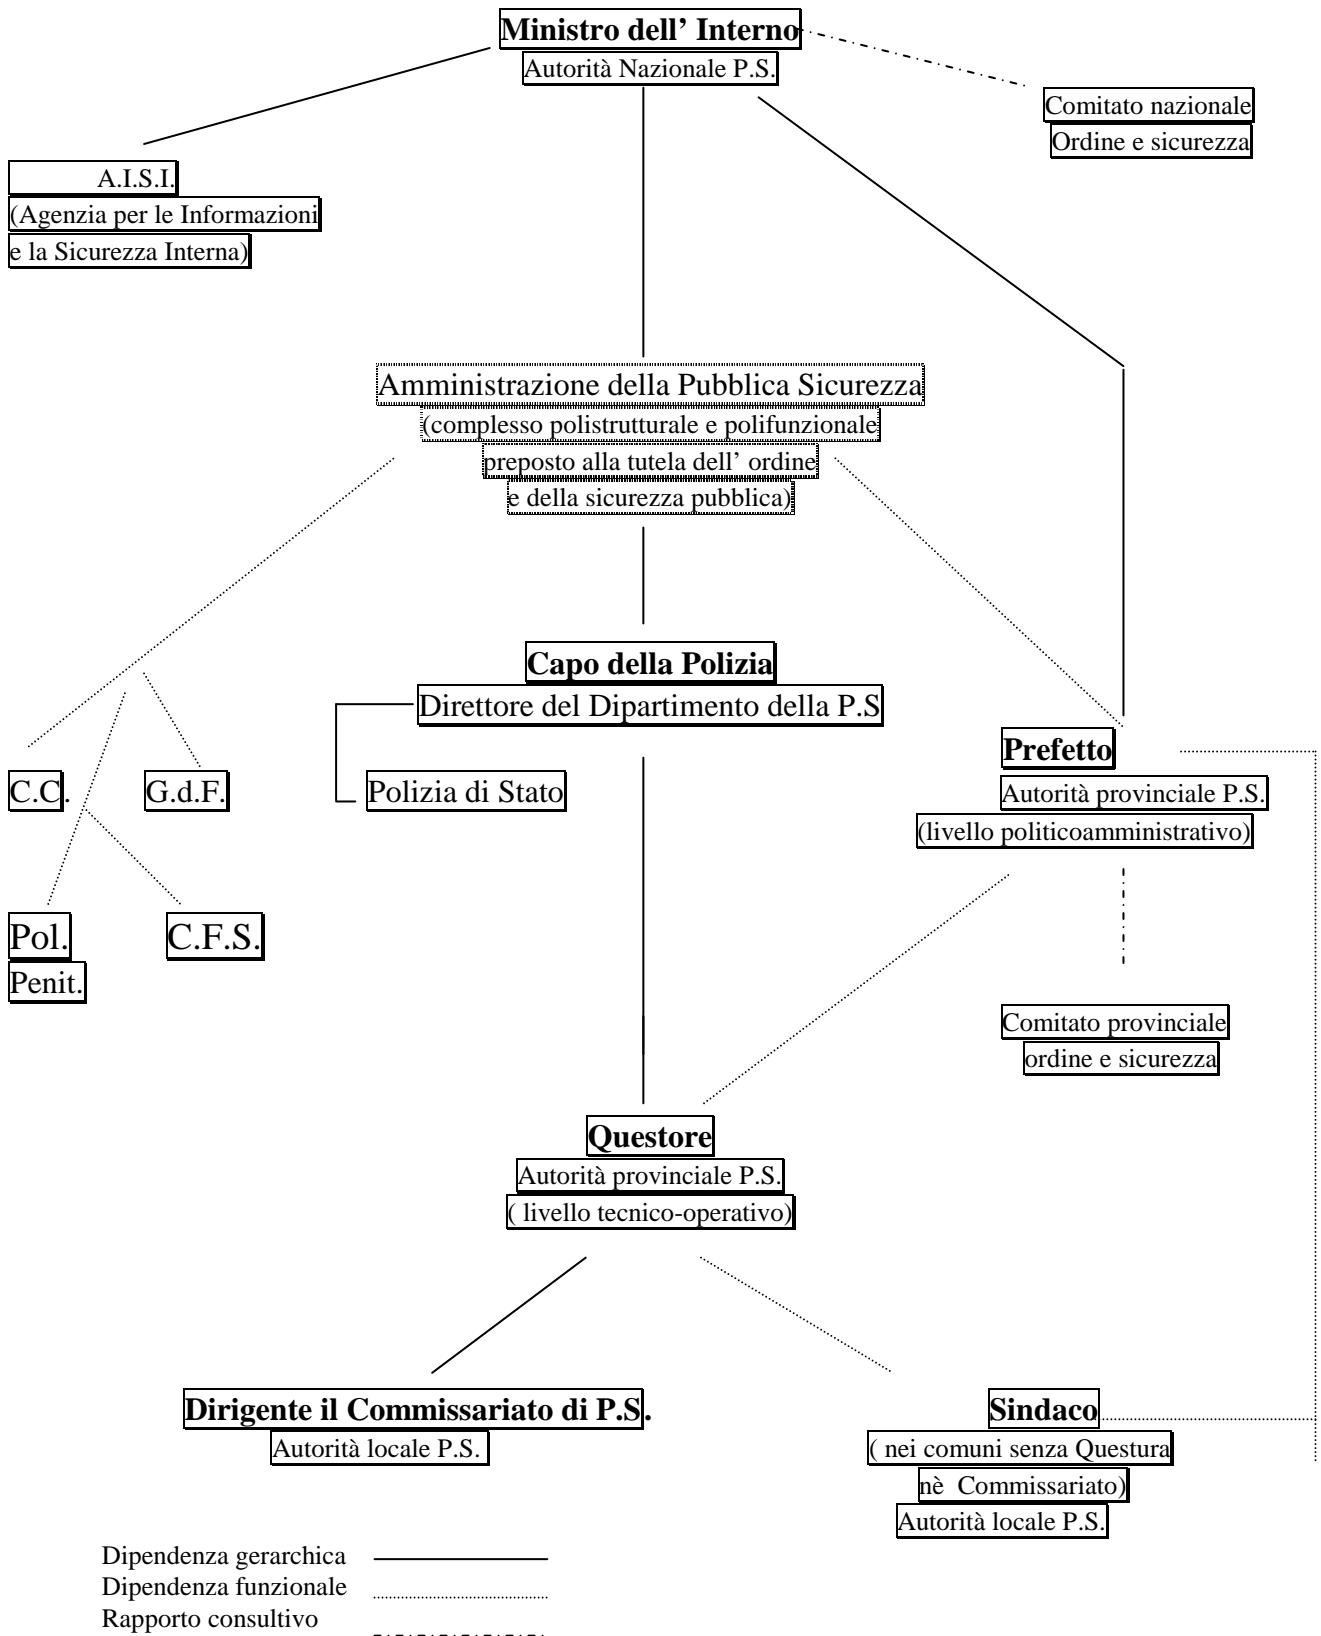 Ministro dell' Interno
Autorità Nazionale P.S.
Comitato nazionale
Ordine e sicurezza
A.I.S.I.
(Agenzia per le Informazioni
e la Sicurezza Interna)
Amministrazione della Pubblica Sicurezza
(complesso polistrutturale e polifunzionale
preposto alla tutela dell' ordine
e della sicurezza pubblica)
Capo della Polizia
Direttore del Dipartimento della P.S
Prefetto
C.C.
G.d.F.
Polizia di Stato
Autorità provinciale P.S.
(livello politicoamministrativo)
Pol.
Penit.
C.F.S.
Comitato provinciale
ordine e sicurezza
Questore
Autorità provinciale P.S.
( livello tecnico-operativo)
Dirigente il Commissariato di P.S.
Autorità locale P.S.
Sindaco
( nei comuni senza Questura
nè Commissariato)
Autorità locale P.S.
Dipendenza gerarchica
Dipendenza funzionale
Rapporto consultivo